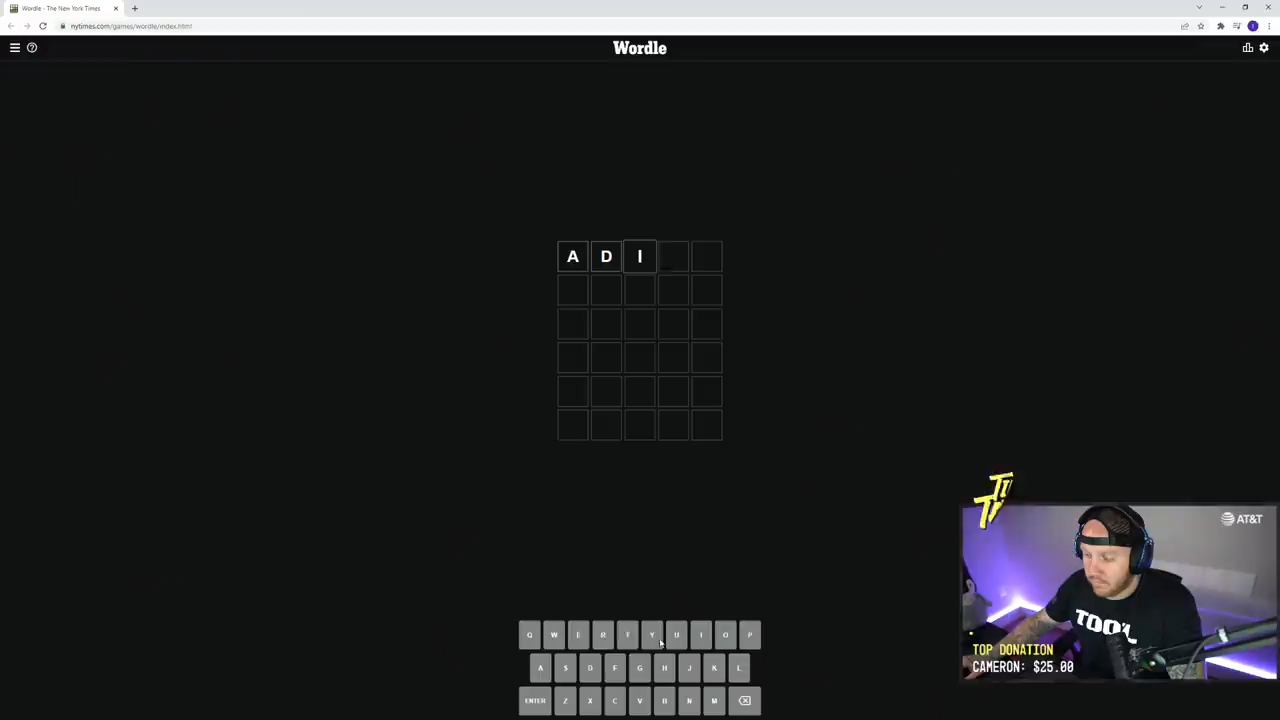 Wordle - The New York Times
nytimes.com/games/wordle/index.html
Wordle
A D I
AT&T
TOOL
TOP DONATION
CAMERON: $25.00
Q W E R T Y U I O P
A S D F G H J K L
ENTER Z X C V B N M